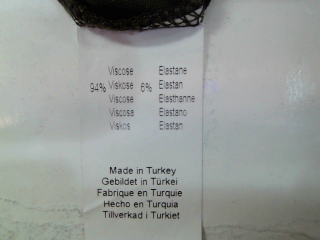 Viscose Elastane
94% Viskose 6% Elastan
Viscose Elasthanne
Viscosa Elastano
Viskos Elastan
Made in Turkey
Gebildet in Türkei
Fabrique en Turquie
Hecho en Turquia
Tillverkad i Turkiet